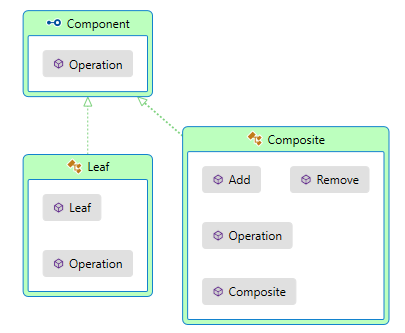 Component
Operation
Leaf
Leaf
Operation
Composite
Add
Remove
Operation
Composite